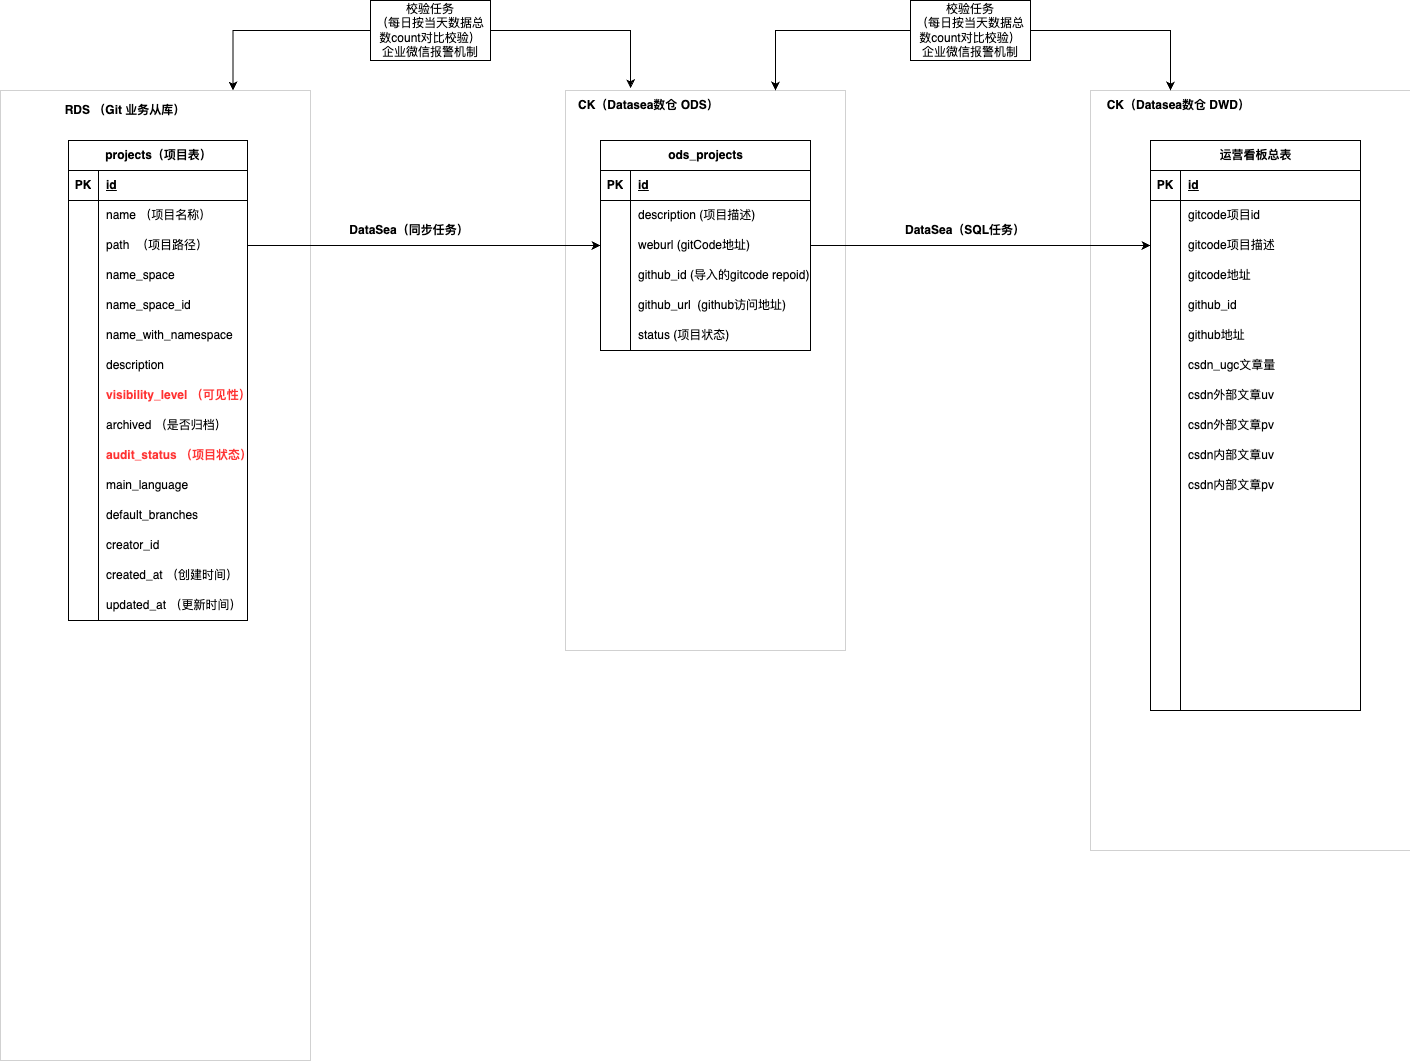 校验任务
（每日按当天数据总
数count对比校验）
企业微信报警机制
校验任务
（每日按当天数据总
数count对比校验）
企业微信报警机制
RDS （Git 业务从库）
projects（项目表）
PK id
name （项目名称）
path （项目路径）
name_space
name_space_id
name_with_namespace
description
visibility_level （可见性）
archived （是否归档）
audit_status （项目状态）
main_language
default_branches
creator_id
created_at （创建时间）
updated_at （更新时间）
DataSea（同步任务）
CK（Datasea数仓 ODS）
ods_projects
PK id
description (项目描述)
weburl (gitCode地址)
github_id (导入的gitcode repoid)
github_url (github访问地址)
status (项目状态)
DataSea（SQL任务）
CK（Datasea数仓 DWD）
运营看板总表
PK id
gitcode项目id
gitcode项目描述
gitcode地址
github_id
github地址
csdn_ugc文章量
csdn外部文章uv
csdn外部文章pv
csdn内部文章uv
csdn内部文章pv